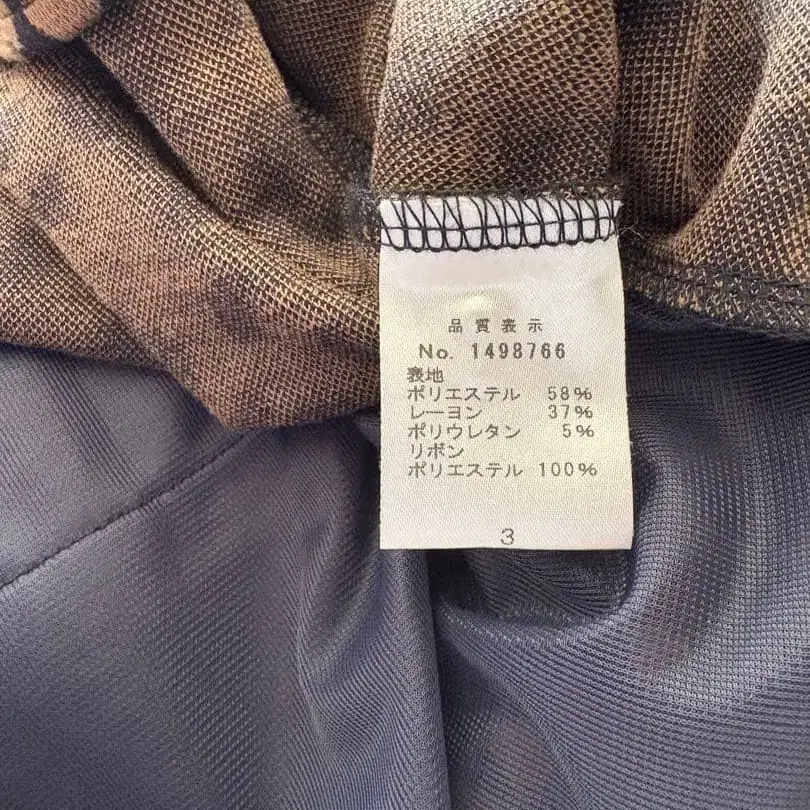 品質表示
No. 1498766
表地
ポリエステル 58%
レーヨン 37%
ポリウレタン 5%
リボン
ポリエステル 100%
3